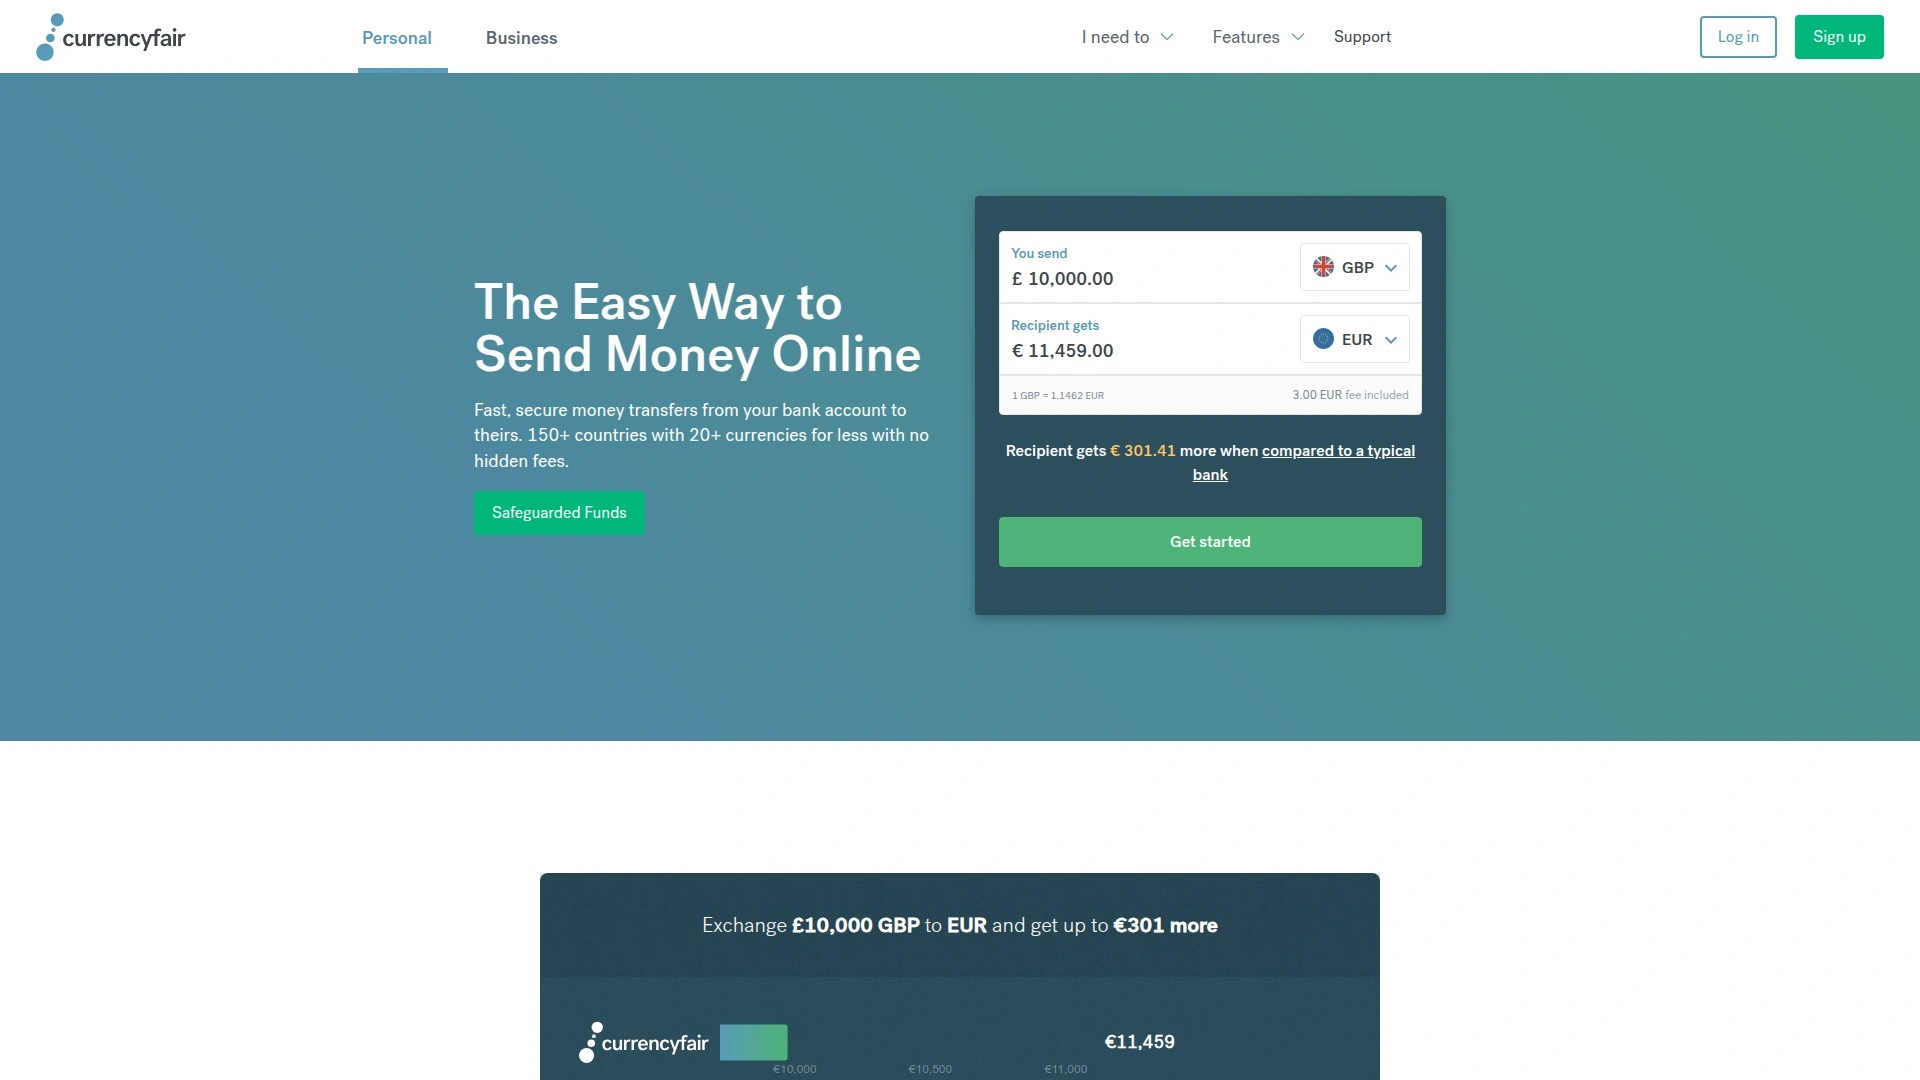 currencyfair
Personal
Business
I need to
Features
Support
Log in
Sign up
The Easy Way to
Send Money Online
Fast, secure money transfers from your bank account to
theirs. 150+ countries with 20+ currencies for less with no
hidden fees.
Safeguarded Funds
You send
£ 10,000.00
GBP
Recipient gets
€ 11,459.00
EUR
1 GBP = 1.1462 EUR
3.00 EUR fee included
Recipient gets € 301.41 more when compared to a typical
bank
Get started
Exchange £10,000 GBP to EUR and get up to €301 more
currencyfair
€11,459
€10,000
€10,500
€11,000